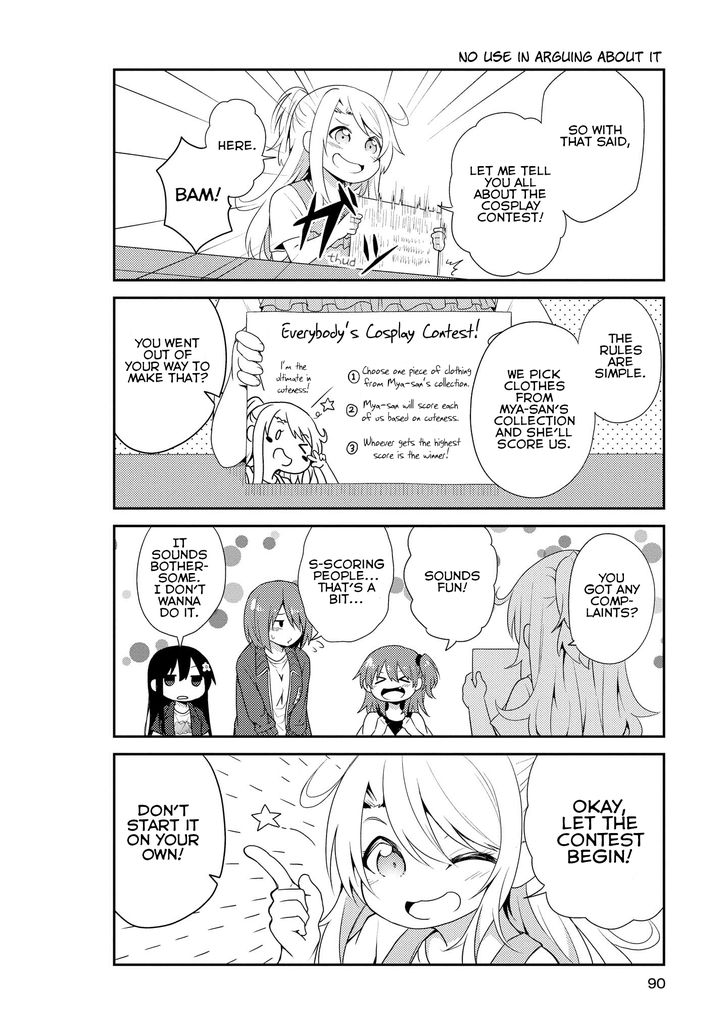 NO USE IN ARGUING ABOUT IT
SO WITH
THAT SAID,
LET ME TELL
YOU ALL
ABOUT THE
COSPLAY
CONTEST!
HERE.
BAM!
ガガッ
thud
THE
RULES
ARE
SIMPLE.
WE PICK
CLOTHES
FROM
MYA-SAN'S
COLLECTION
AND SHE'LL
SCORE US.
Everybody's Cosplay Contest!
I'm the
ultimate in
cuteness!
① Choose one piece of clothing
from Mya-san's collection.
② Mya-san will score each
of us based on cuteness.
③ Whoever gets the highest
score is the winner!
YOU WENT
OUT OF
YOUR WAY TO
MAKE THAT?
YOU
GOT ANY
COMP-
LAINTS?
SOUNDS
FUN!
S-SCORING
PEOPLE...
THAT'S A
BIT...
IT
SOUNDS
BOTHER-
SOME.
I DON'T
WANNA
DO IT.
OKAY,
LET THE
CONTEST
BEGIN!
DON'T
START IT
ON YOUR
OWN!
90